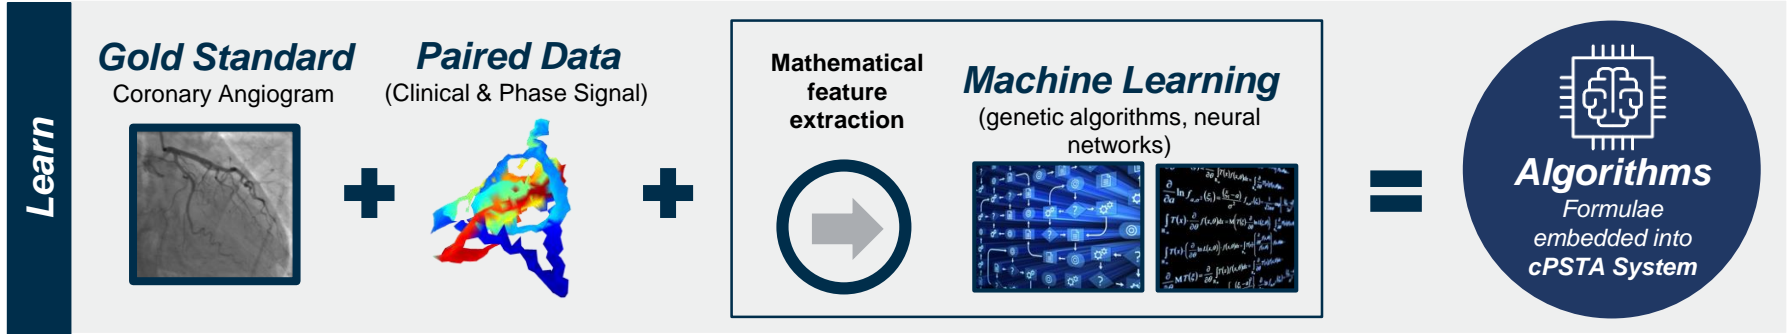 Learn
Gold Standard
Coronary Angiogram
Paired Data
(Clinical & Phase Signal)
Mathematical
feature
extraction
Machine Learning
(genetic algorithms, neural
networks)
Algorithms
Formulae
embedded into
cPSTA System